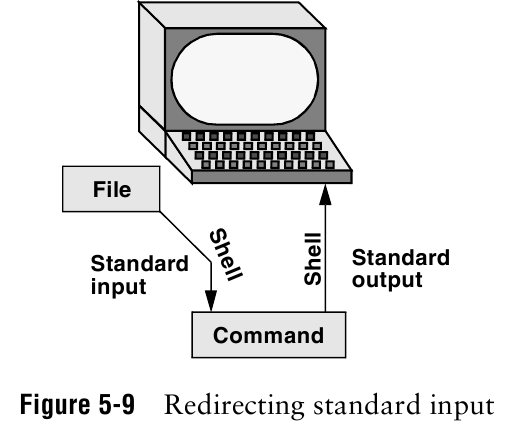 File
Shell
Shell
Standard
input
Standard
output
Command
Figure 5-9 Redirecting standard input